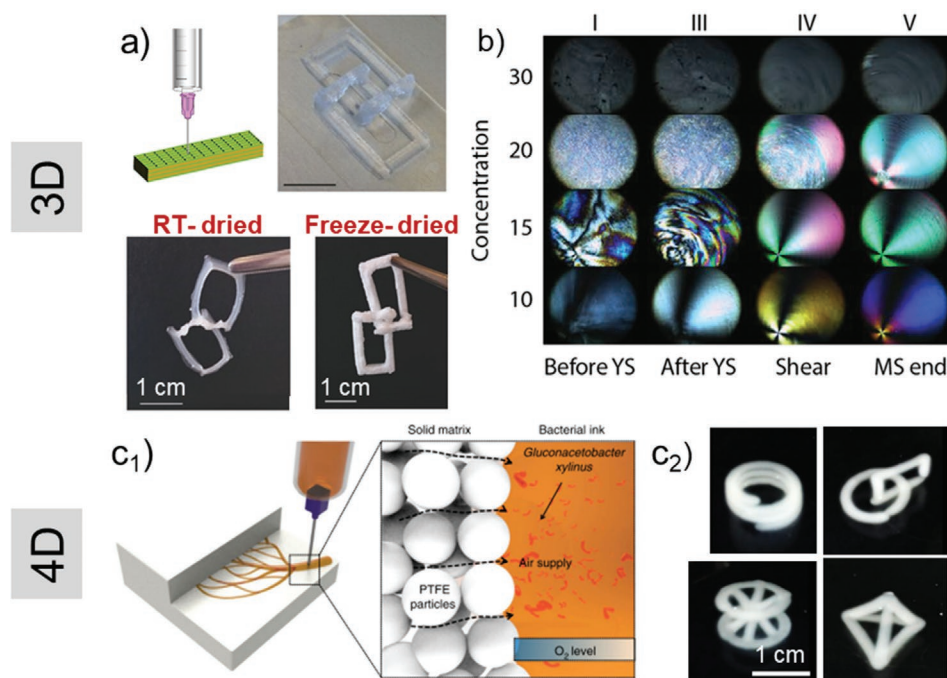 3D
a)
RT- dried
Freeze- dried
1 cm
1 cm
b)
I III IV V
Concentration
30
20
15
10
Before YS After YS Shear MS end
4D
c1)
Solid matrix
Bacterial ink
Gluconacetobacter
xylinus
Air supply
PTFE
particles
O2 level
c2)
1 cm